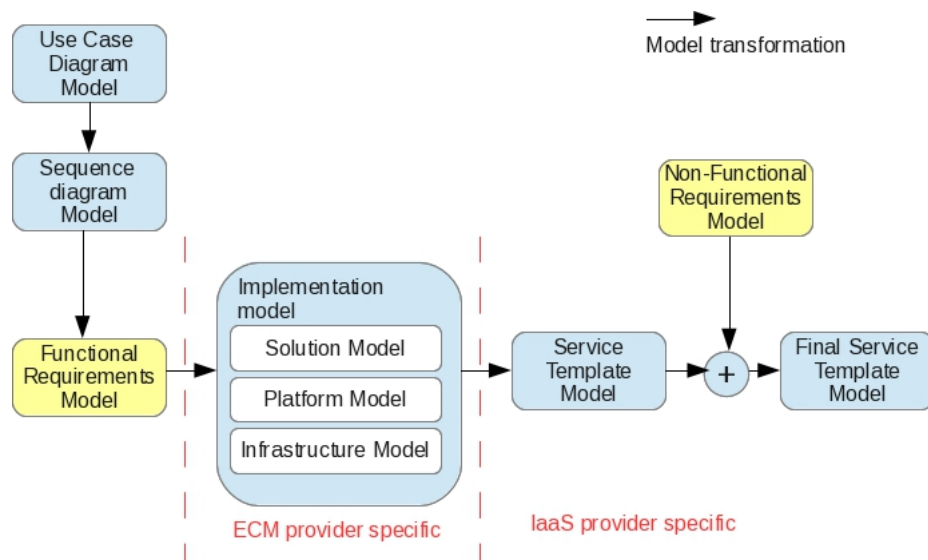 Use Case
Diagram
Model
Model transformation
Sequence
diagram
Model
Non-Functional
Requirements
Model
Functional
Requirements
Model
Implementation
model
Solution Model
Platform Model
Infrastructure Model
Service
Template
Model
+
Final Service
Template
Model
ECM provider specific
IaaS provider specific